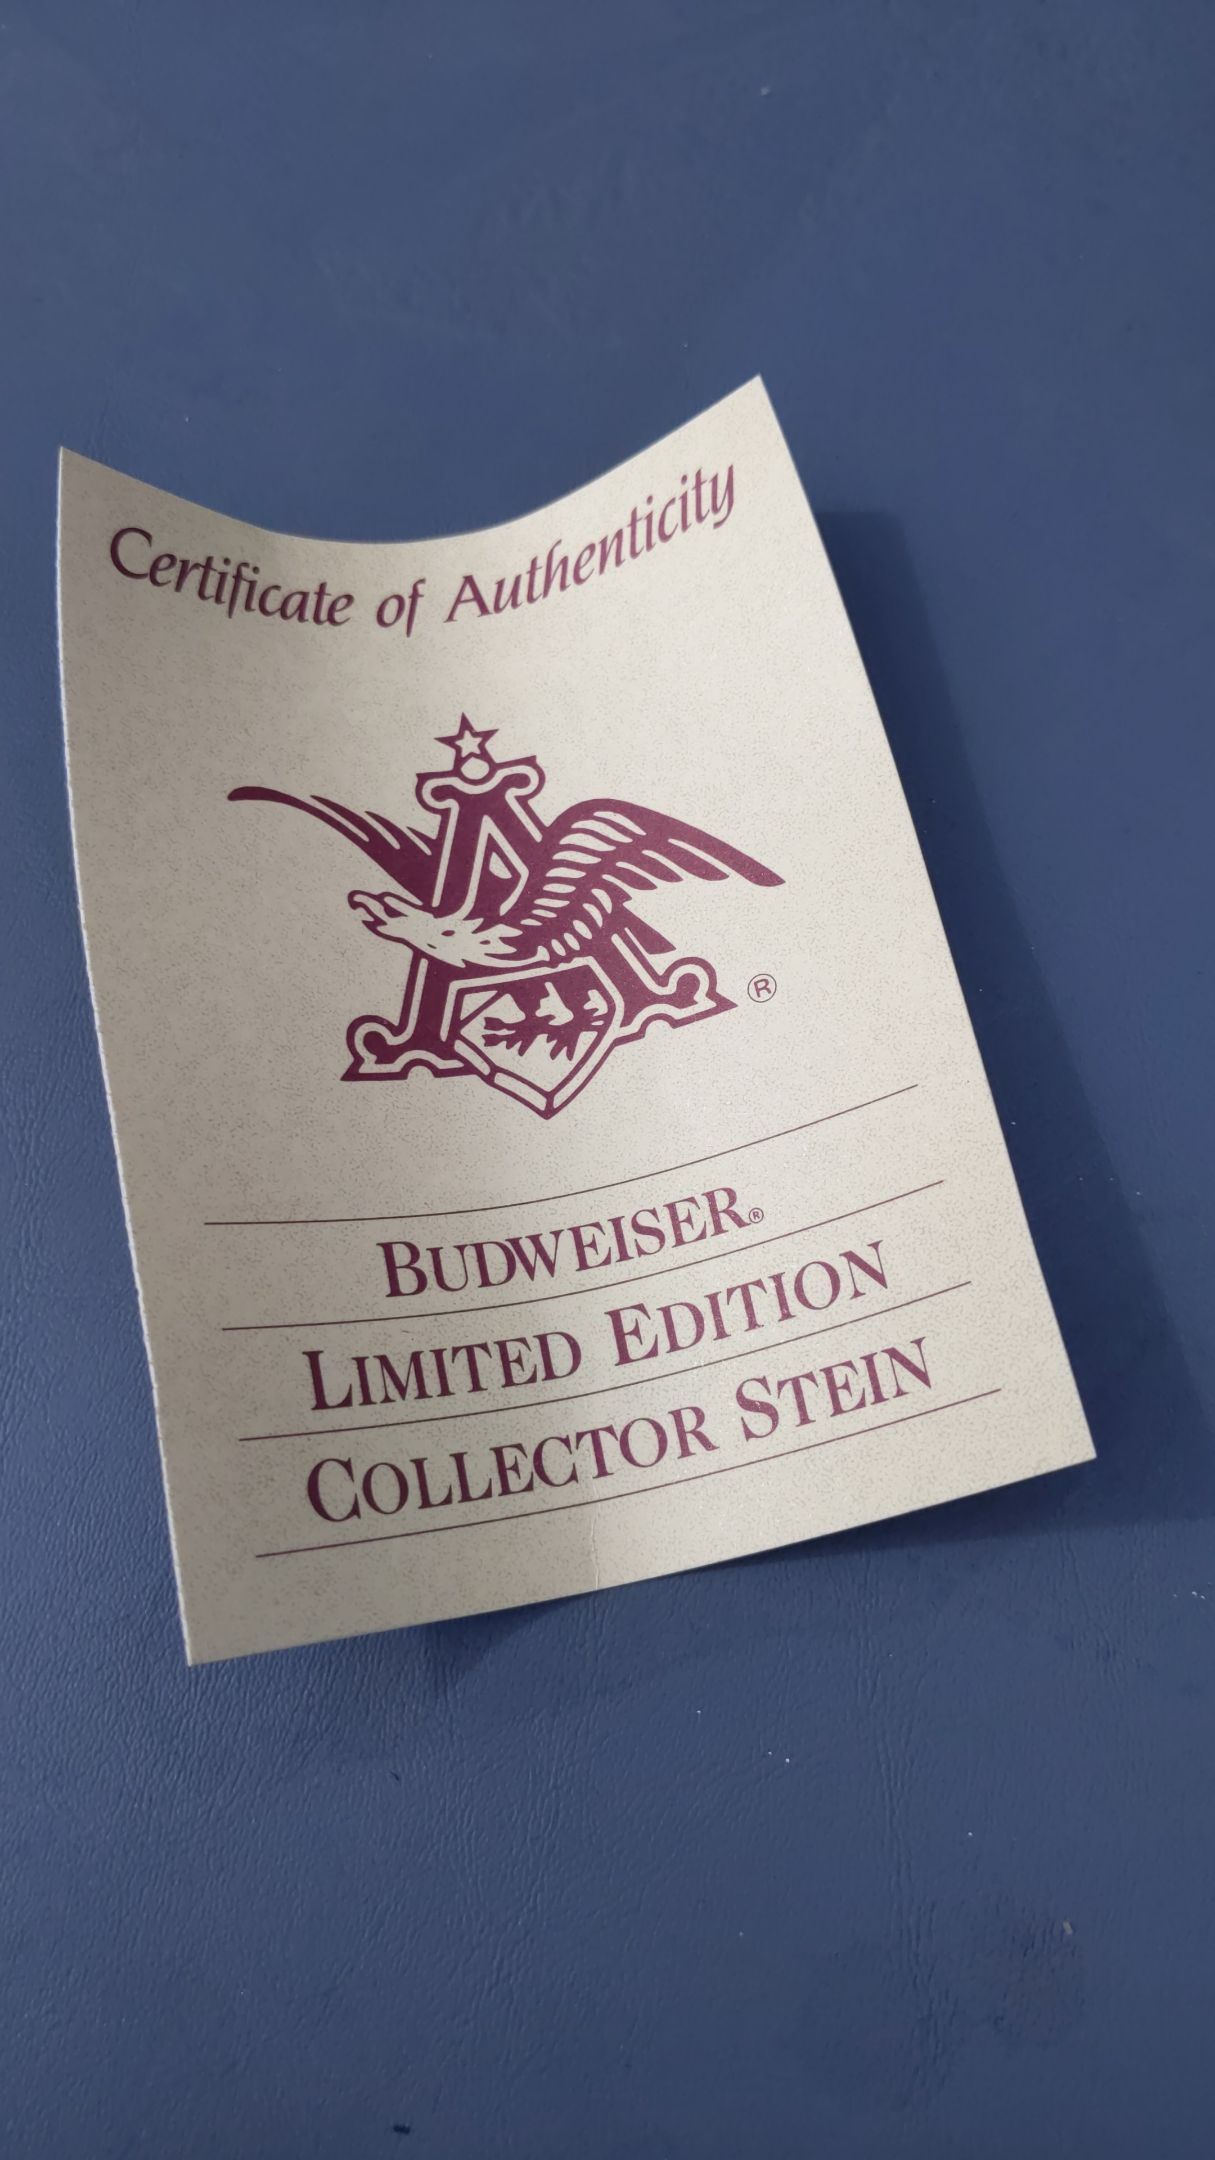 Certificate of Authenticity
®
BUDWEISER®
LIMITED EDITION
COLLECTOR STEIN